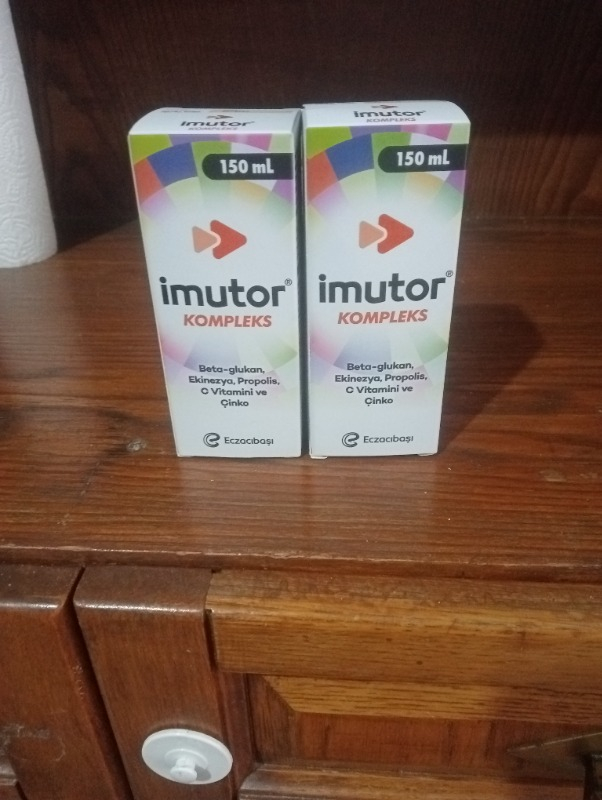 imutor
KOMPLEKS
150 mL
imutor®
KOMPLEKS
Beta-glukan,
Ekinezya, Propolis,
C Vitamini ve
Çinko
Eczacıbaşı
imutor
KOMPLEKS
150 mL
imutor®
KOMPLEKS
Beta-glukan,
Ekinezya, Propolis,
C Vitamini ve
Çinko
Eczacıbaşı